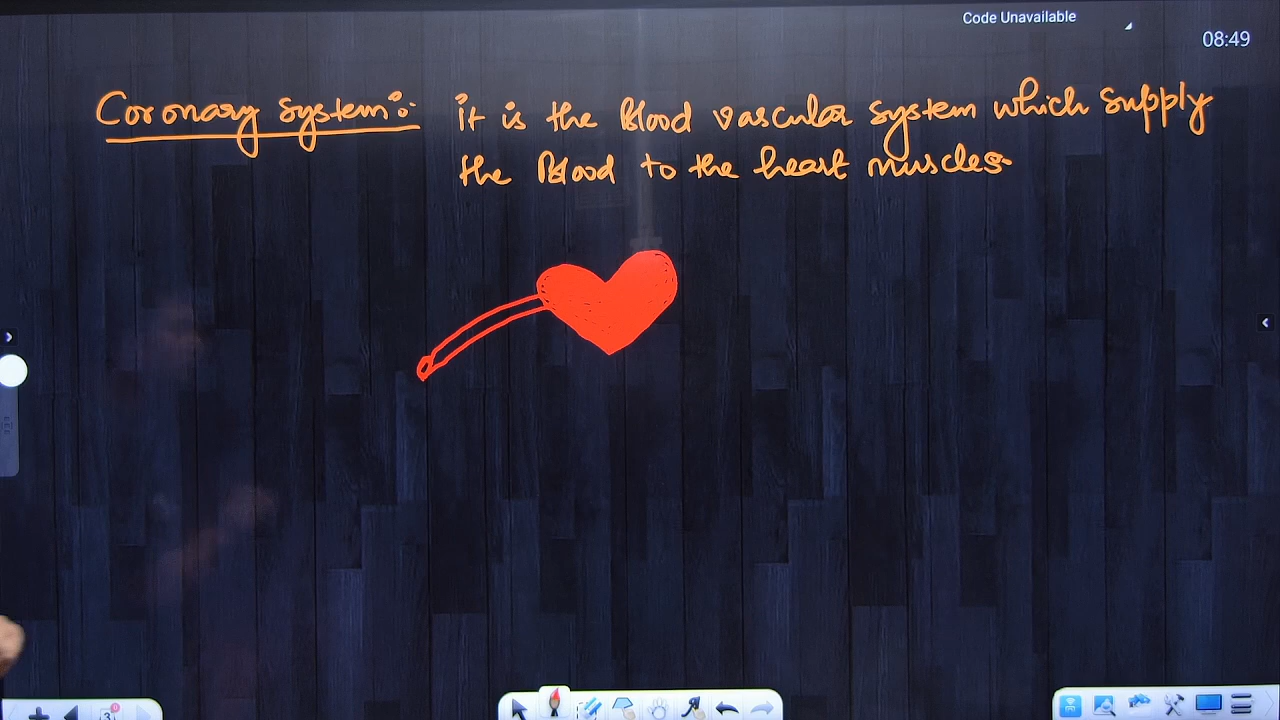 Code Unavailable
08:49
Coronary System:- it is the Blood vascular system which supply
the Blood to the heart muscles
3